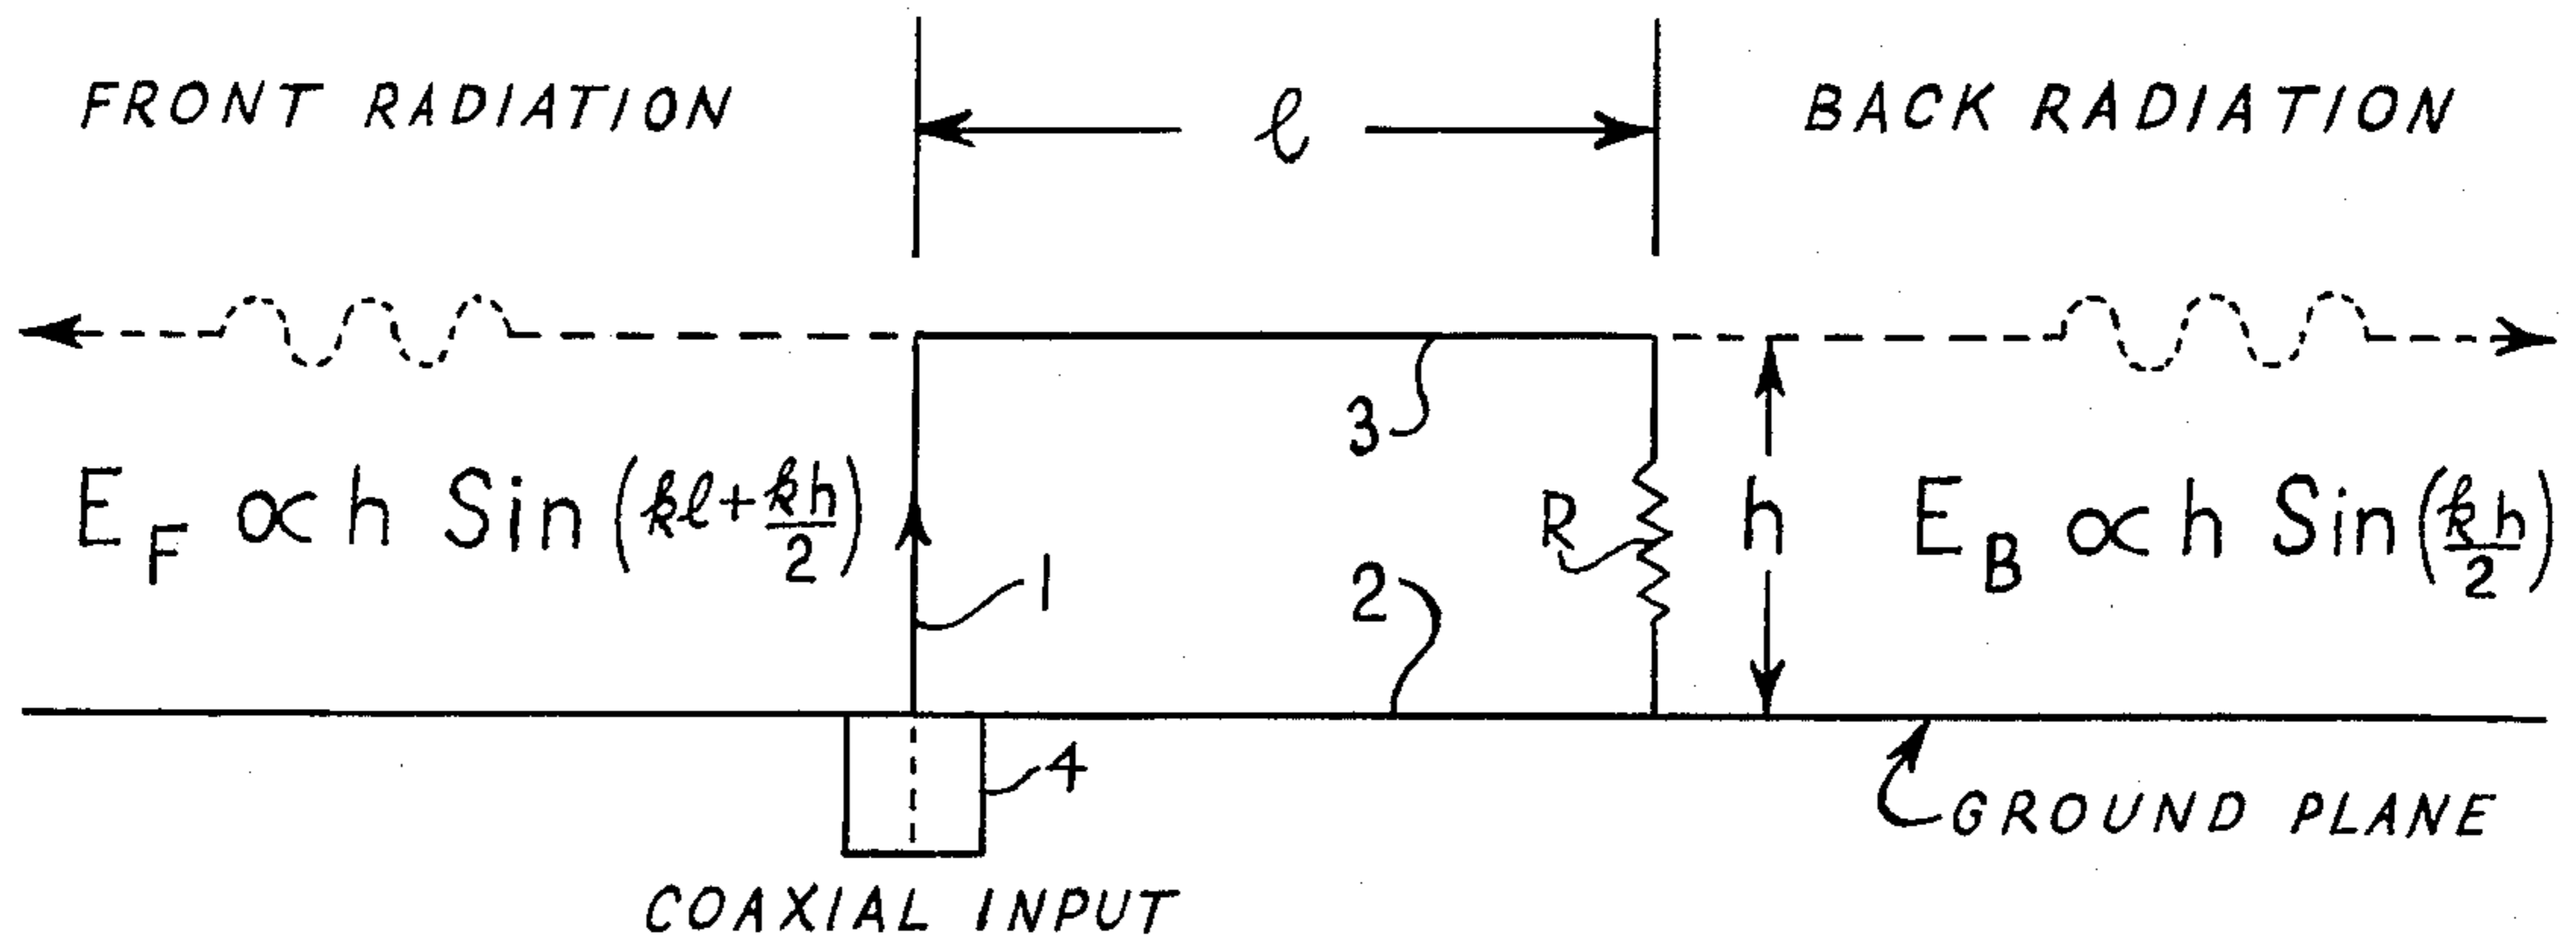 FRONT RADIATION
ℓ
BACK RADIATION
3
E_F ∝ h Sin (kℓ + kh/2)
1
2
R
h
E_B ∝ h Sin (kh/2)
4
GROUND PLANE
COAXIAL INPUT